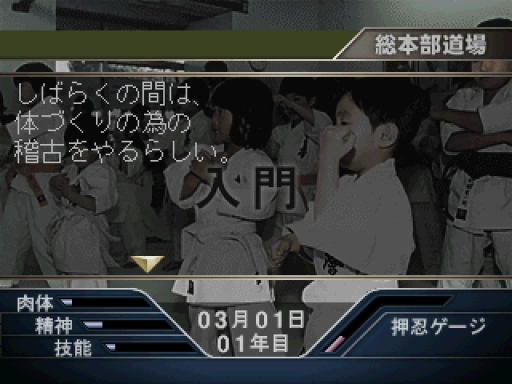 総本部道場
しばらくの間は、
体づくりの為の
稽古をやるらしい。
入門
肉体
精神
技能
03月01日
01年目
押忍ゲージ